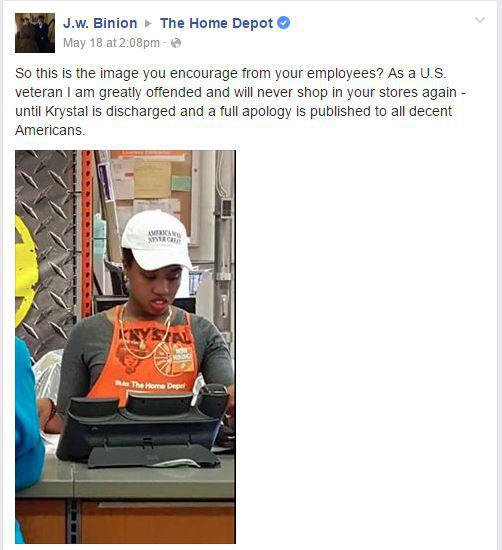 J.w. Binion ▸ The Home Depot
May 18 at 2:08pm ·
So this is the image you encourage from your employees? As a U.S.
veteran I am greatly offended and will never shop in your stores again -
until Krystal is discharged and a full apology is published to all decent
Americans.
AMERICA WAS
NEVER GREAT
KRYSTAL
NOW
HIRING
The Home Depot